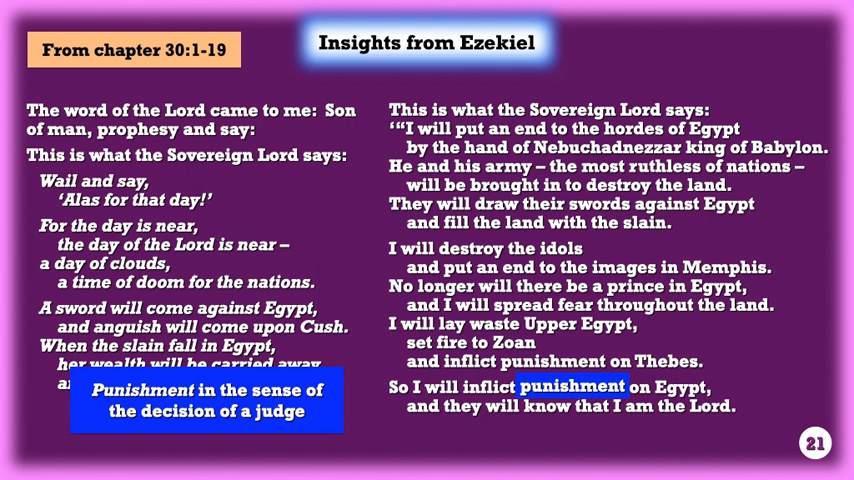 From chapter 30:1-19
Insights from Ezekiel
The word of the Lord came to me: Son
of man, prophesy and say:
This is what the Sovereign Lord says:
Wail and say,
‘Alas for that day!’
For the day is near,
the day of the Lord is near –
a day of clouds,
a time of doom for the nations.
A sword will come against Egypt,
and anguish will come upon Cush.
When the slain fall in Egypt,
her wealth will be carried away
Punishment in the sense of
the decision of a judge
This is what the Sovereign Lord says:
‘“I will put an end to the hordes of Egypt
by the hand of Nebuchadnezzar king of Babylon.
He and his army – the most ruthless of nations –
will be brought in to destroy the land.
They will draw their swords against Egypt
and fill the land with the slain.
I will destroy the idols
and put an end to the images in Memphis.
No longer will there be a prince in Egypt,
and I will spread fear throughout the land.
I will lay waste Upper Egypt,
set fire to Zoan
and inflict punishment on Thebes.
So I will inflict punishment on Egypt,
and they will know that I am the Lord.
21